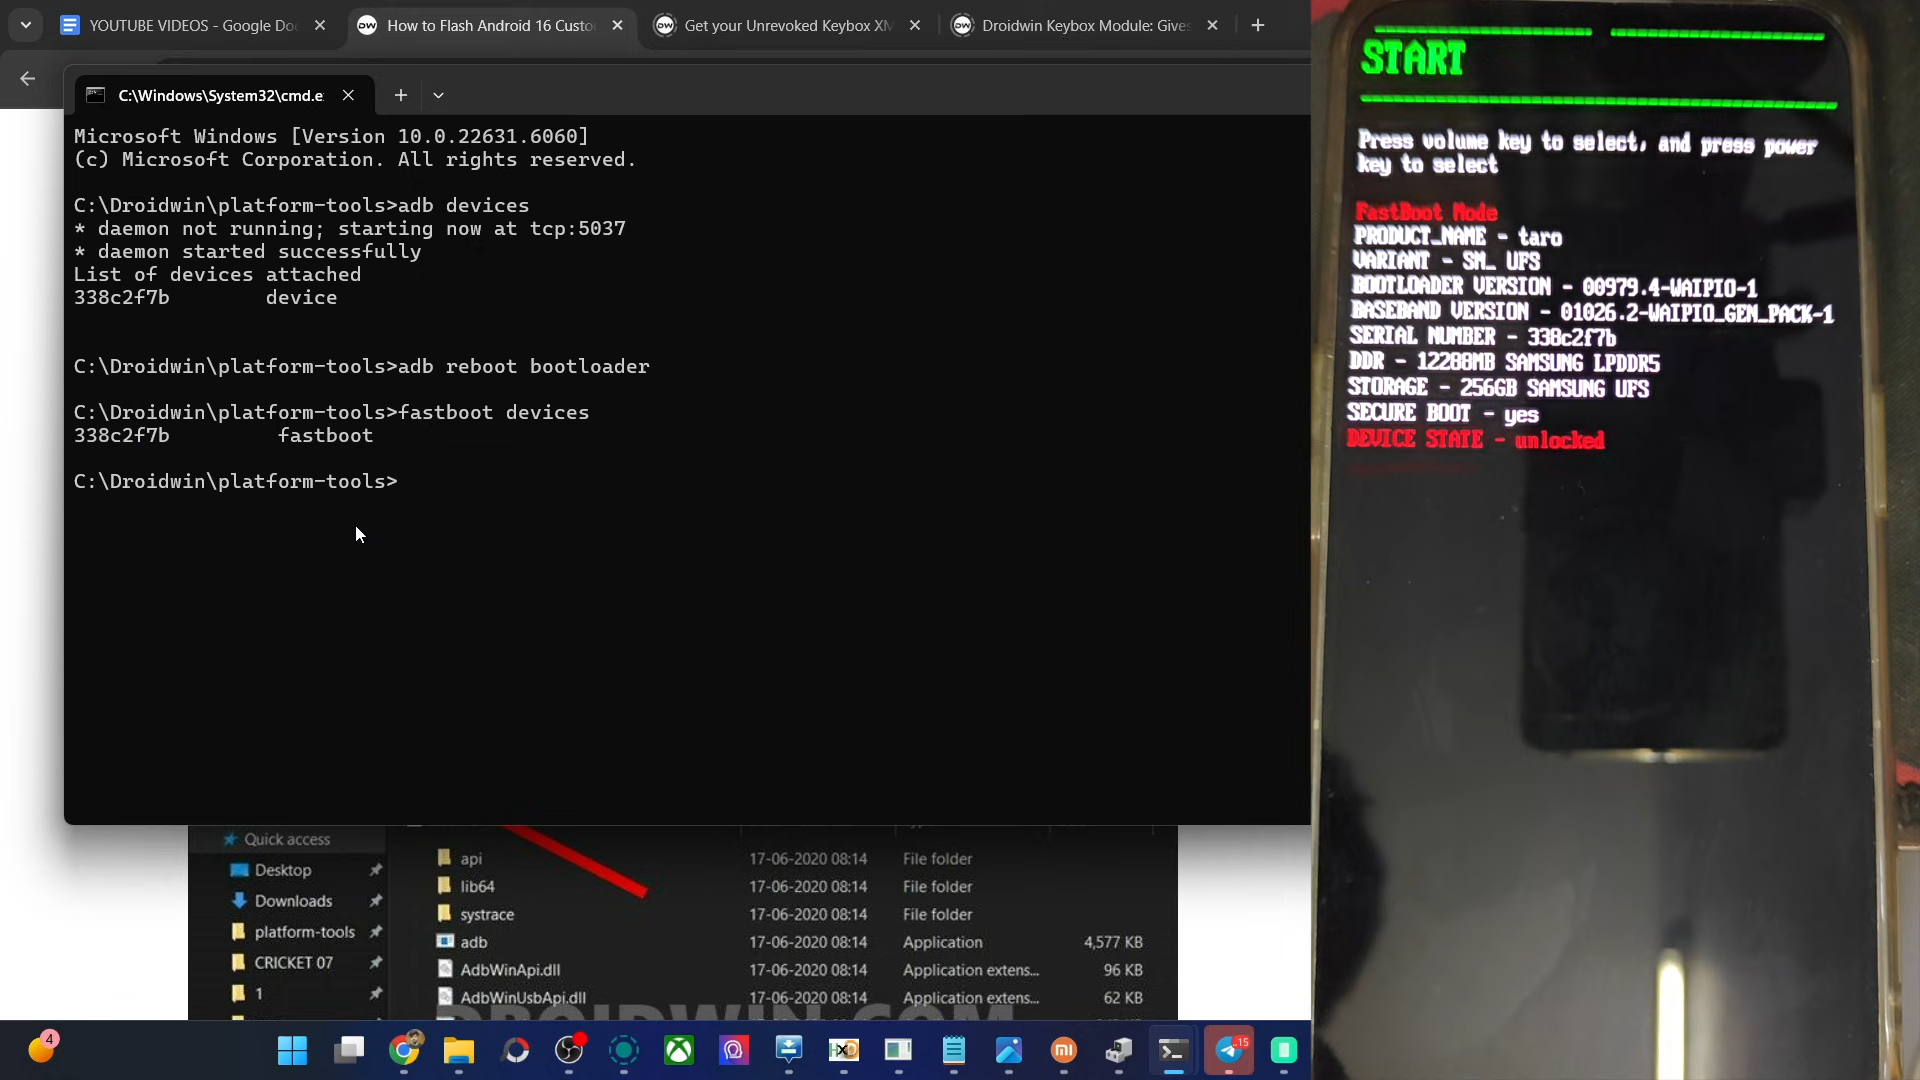 YOUTUBE VIDEOS - Google Do
How to Flash Android 16 Custo
Get your Unrevoked Keybox XM
Droidwin Keybox Module: Gives
C:\Windows\System32\cmd.e
Microsoft Windows [Version 10.0.22631.6060]
(c) Microsoft Corporation. All rights reserved.
C:\Droidwin\platform-tools>adb devices
* daemon not running; starting now at tcp:5037
* daemon started successfully
List of devices attached
338c2f7b device
C:\Droidwin\platform-tools>adb reboot bootloader
C:\Droidwin\platform-tools>fastboot devices
338c2f7b fastboot
C:\Droidwin\platform-tools>
Quick access
Desktop
Downloads
platform-tools
CRICKET 07
1
api 17-06-2020 08:14 File folder
lib64 17-06-2020 08:14 File folder
systrace 17-06-2020 08:14 File folder
adb 17-06-2020 08:14 Application 4,577 KB
AdbWinApi.dll 17-06-2020 08:14 Application extens... 96 KB
AdbWinUsbApi.dll 17-06-2020 08:14 Application extens... 62 KB
DROIDWIN.COM
4
HxD
mi
15
START
Press volume key to select, and press power
key to select
FastBoot Mode
PRODUCT_NAME - taro
VARIANT - SM_ UFS
BOOTLOADER VERSION - 00979.4-WAIPIO-1
BASEBAND VERSION - 01026.2-WAIPIO_GEN_PACK-1
SERIAL NUMBER - 338c2f7b
DDR - 12288MB SAMSUNG LPDDR5
STORAGE - 256GB SAMSUNG UFS
SECURE BOOT - yes
DEVICE STATE - unlocked